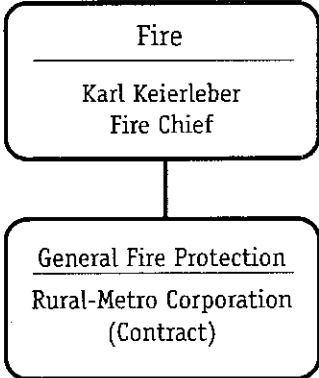 Fire
Karl Keierleber
Fire Chief
General Fire Protection
Rural-Metro Corporation
(Contract)